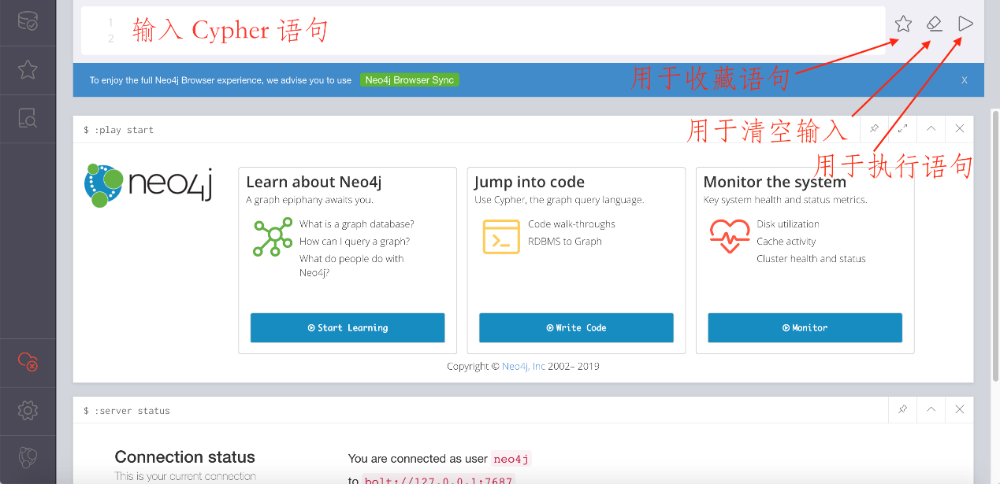 1
2
输入 Cypher 语句
To enjoy the full Neo4j Browser experience, we advise you to use Neo4j Browser Sync x
用于收藏语句
$ :play start
用于清空输入
用于执行语句
neo4j
Learn about Neo4j
A graph epiphany awaits you.
What is a graph database?
How can I query a graph?
What do people do with
Neo4j?
Start Learning
Jump into code
Use Cypher, the graph query language.
Code walk-throughs
RDBMS to Graph
Write Code
Monitor the system
Key system health and status metrics.
Disk utilization
Cache activity
Cluster health and status
Monitor
Copyright © Neo4j, Inc 2002– 2019
$ :server status
Connection status
This is your current connection
You are connected as user neo4j
to bolt://127.0.0.1:7687